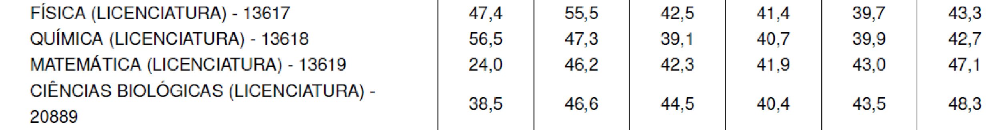 FÍSICA (LICENCIATURA) - 13617 47,4 55,5 42,5 41,4 39,7 43,3
QUÍMICA (LICENCIATURA) - 13618 56,5 47,3 39,1 40,7 39,9 42,7
MATEMÁTICA (LICENCIATURA) - 13619 24,0 46,2 42,3 41,9 43,0 47,1
CIÊNCIAS BIOLÓGICAS (LICENCIATURA) -
38,5 46,6 44,5 40,4 43,5 48,3
20889